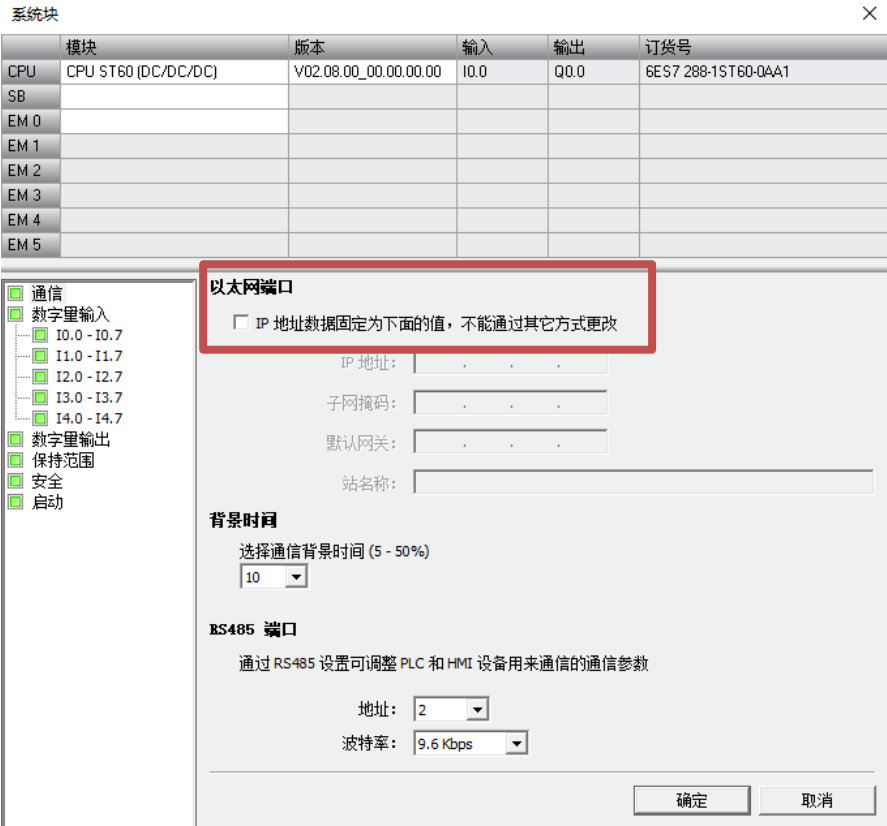 系统块
模块 版本 输入 输出 订货号
CPU CPU ST60 (DC/DC/DC) V02.08.00_00.00.00.00 I0.0 Q0.0 6ES7 288-1ST60-0AA1
SB
EM 0
EM 1
EM 2
EM 3
EM 4
EM 5
通信
数字量输入
I0.0 - I0.7
I1.0 - I1.7
I2.0 - I2.7
I3.0 - I3.7
I4.0 - I4.7
数字量输出
保持范围
安全
启动
以太网端口
IP 地址数据固定为下面的值，不能通过其它方式更改
IP 地址：
子网掩码：
默认网关：
站名称：
背景时间
选择通信背景时间 (5 - 50%)
10
RS485 端口
通过 RS485 设置可调整 PLC 和 HMI 设备用来通信的通信参数
地址： 2
波特率： 9.6 Kbps
确定 取消